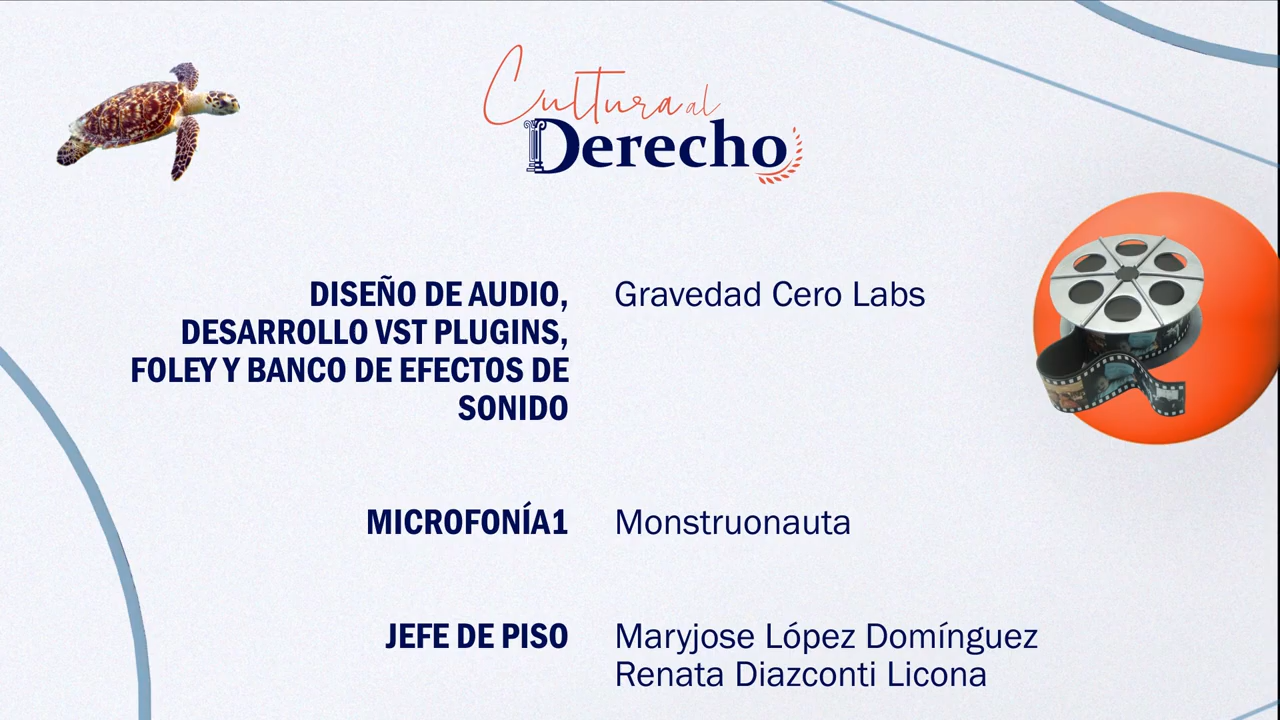 Cultura al
Derecho
DISEÑO DE AUDIO, Gravedad Cero Labs
DESARROLLO VST PLUGINS,
FOLEY Y BANCO DE EFECTOS DE
SONIDO
MICROFONÍA1 Monstruonauta
JEFE DE PISO Maryjose López Domínguez
Renata Diazconti Licona